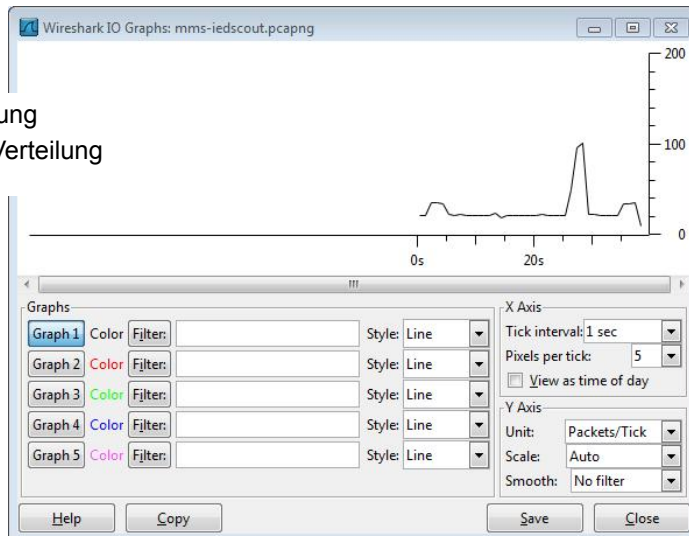 Wireshark IO Graphs: mms-iedscout.pcapng
200
ung
Verteilung
100
0
0s 20s
Graphs
Graph 1 Color Filter: Style: Line
Graph 2 Color Filter: Style: Line
Graph 3 Color Filter: Style: Line
Graph 4 Color Filter: Style: Line
Graph 5 Color Filter: Style: Line
X Axis
Tick interval: 1 sec
Pixels per tick: 5
View as time of day
Y Axis
Unit: Packets/Tick
Scale: Auto
Smooth: No filter
Help Copy Save Close